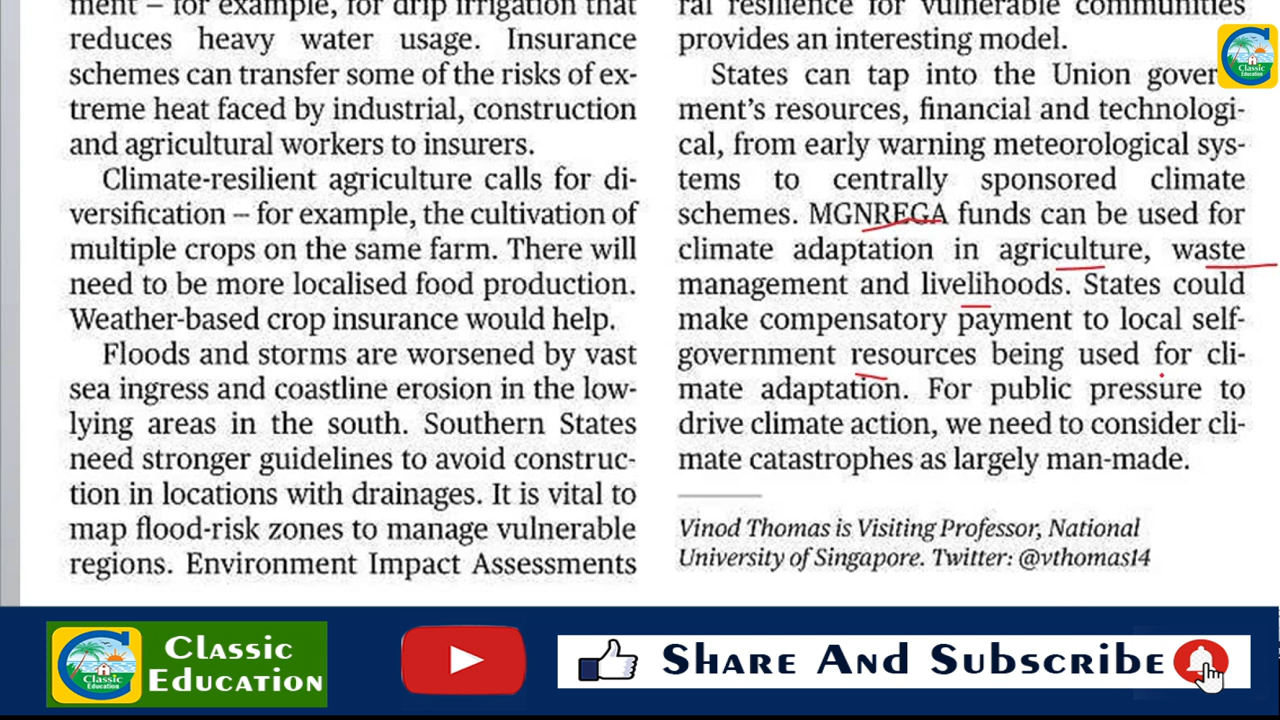 ment – for example, for drip irrigation that
reduces heavy water usage. Insurance
schemes can transfer some of the risks of ex-
treme heat faced by industrial, construction
and agricultural workers to insurers.
Climate-resilient agriculture calls for di-
versification – for example, the cultivation of
multiple crops on the same farm. There will
need to be more localised food production.
Weather-based crop insurance would help.
Floods and storms are worsened by vast
sea ingress and coastline erosion in the low-
lying areas in the south. Southern States
need stronger guidelines to avoid construc-
tion in locations with drainages. It is vital to
map flood-risk zones to manage vulnerable
regions. Environment Impact Assessments
ral resilience for vulnerable communities
provides an interesting model.
States can tap into the Union gover
ment's resources, financial and technologi-
cal, from early warning meteorological sys-
tems to centrally sponsored climate
schemes. MGNREGA funds can be used for
climate adaptation in agriculture, waste
management and livelihoods. States could
make compensatory payment to local self-
government resources being used for cli-
mate adaptation. For public pressure to
drive climate action, we need to consider cli-
mate catastrophes as largely man-made.
Vinod Thomas is Visiting Professor, National
University of Singapore. Twitter: @vthomas14
Classic
Education
Classic
Education
Classic
Education
Share And Subscribe